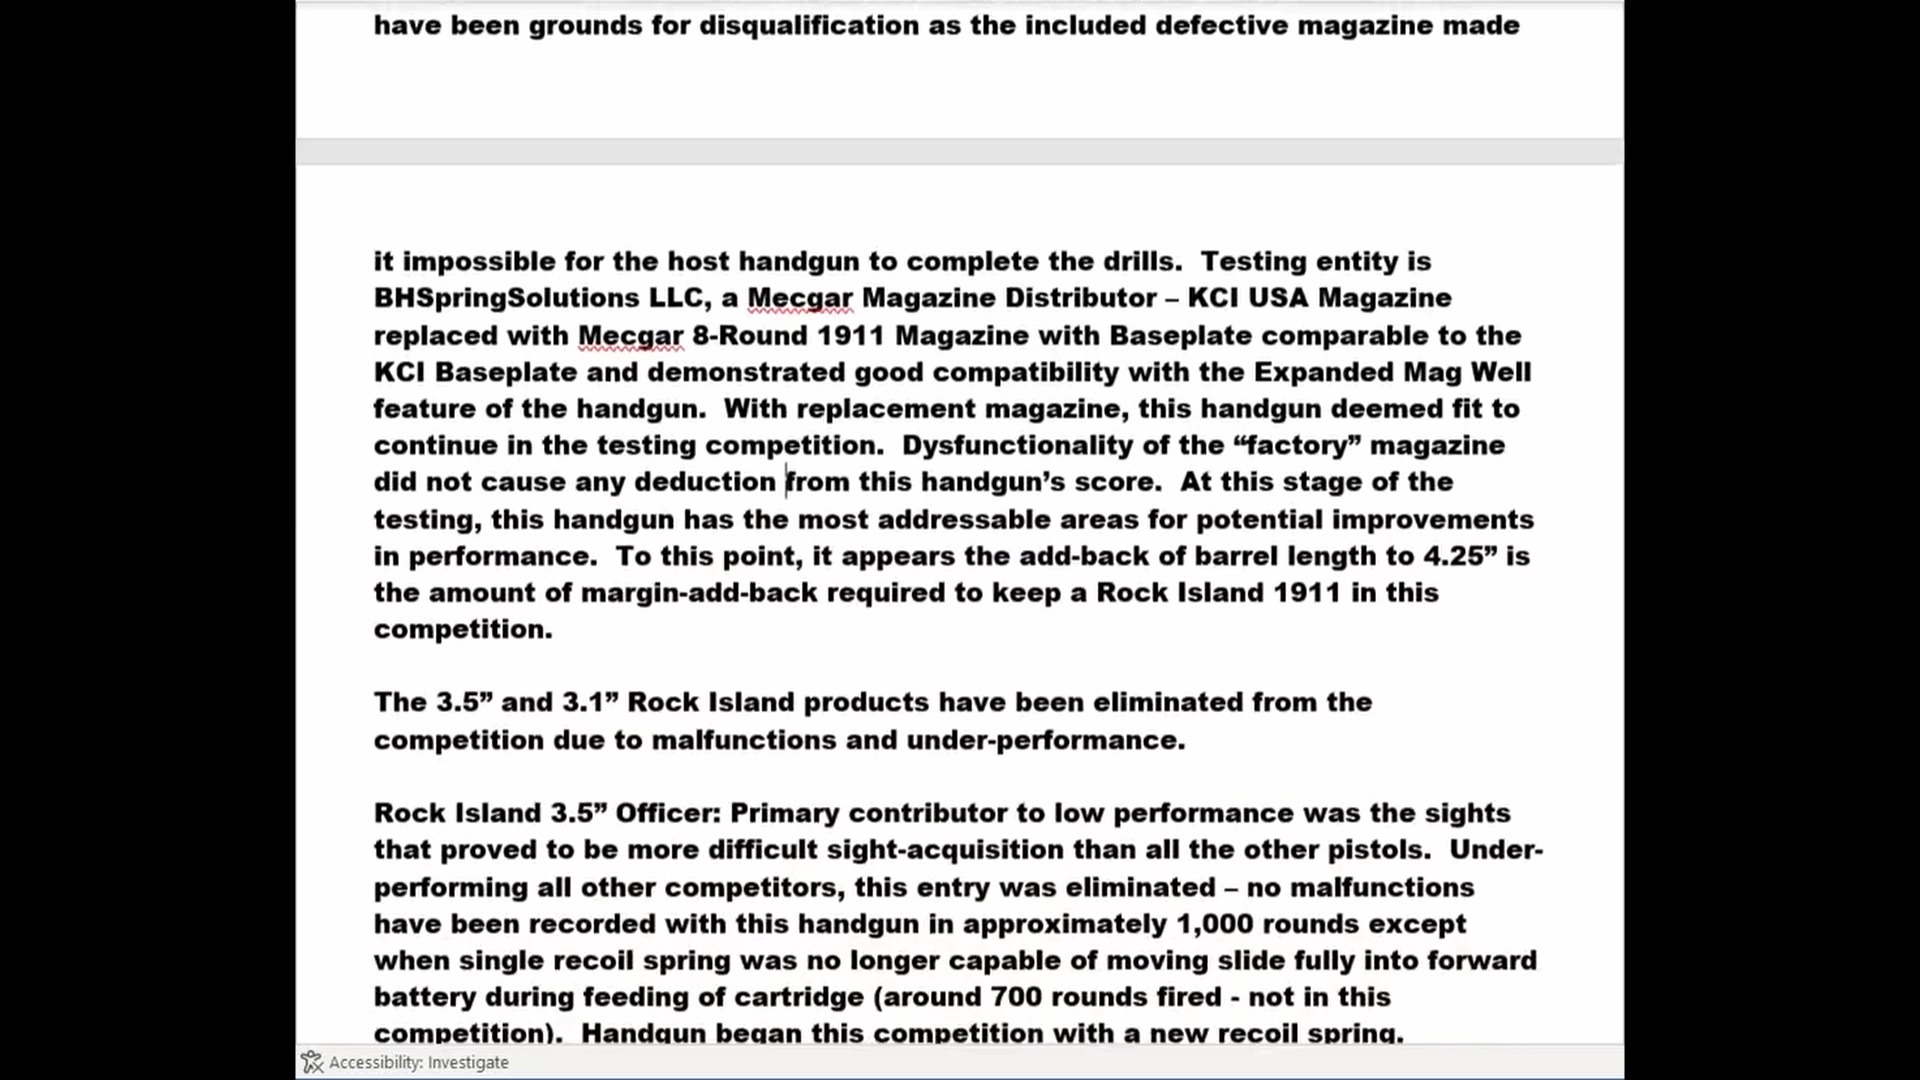 have been grounds for disqualification as the included defective magazine made
it impossible for the host handgun to complete the drills.  Testing entity is
BHSpringSolutions LLC, a Mecgar Magazine Distributor – KCI USA Magazine
replaced with Mecgar 8-Round 1911 Magazine with Baseplate comparable to the
KCI Baseplate and demonstrated good compatibility with the Expanded Mag Well
feature of the handgun.  With replacement magazine, this handgun deemed fit to
continue in the testing competition.  Dysfunctionality of the “factory” magazine
did not cause any deduction from this handgun’s score.  At this stage of the
testing, this handgun has the most addressable areas for potential improvements
in performance.  To this point, it appears the add-back of barrel length to 4.25” is
the amount of margin-add-back required to keep a Rock Island 1911 in this
competition.
The 3.5” and 3.1” Rock Island products have been eliminated from the
competition due to malfunctions and under-performance.
Rock Island 3.5” Officer: Primary contributor to low performance was the sights
that proved to be more difficult sight-acquisition than all the other pistols.  Under-
performing all other competitors, this entry was eliminated – no malfunctions
have been recorded with this handgun in approximately 1,000 rounds except
when single recoil spring was no longer capable of moving slide fully into forward
battery during feeding of cartridge (around 700 rounds fired - not in this
competition).  Handgun began this competition with a new recoil spring.
Accessibility: Investigate